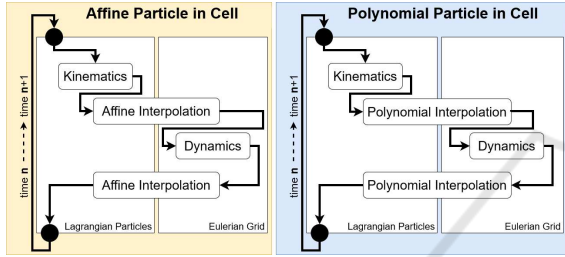 Affine Particle in Cell
Kinematics
Affine Interpolation
Dynamics
Affine Interpolation
Lagrangian Particles
Eulerian Grid
time n -----> time n+1
Polynomial Particle in Cell
Kinematics
Polynomial Interpolation
Dynamics
Polynomial Interpolation
Lagrangian Particles
Eulerian Grid
time n -----> time n+1